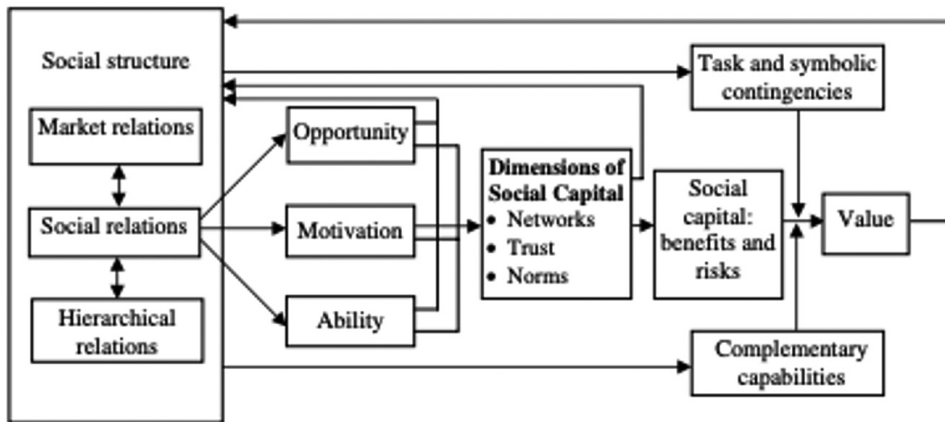 Social structure
Market relations
Social relations
Hierarchical
relations
Opportunity
Motivation
Ability
Dimensions of
Social Capital
• Networks
• Trust
• Norms
Social
capital:
benefits and
risks
Task and symbolic
contingencies
Value
Complementary
capabilities